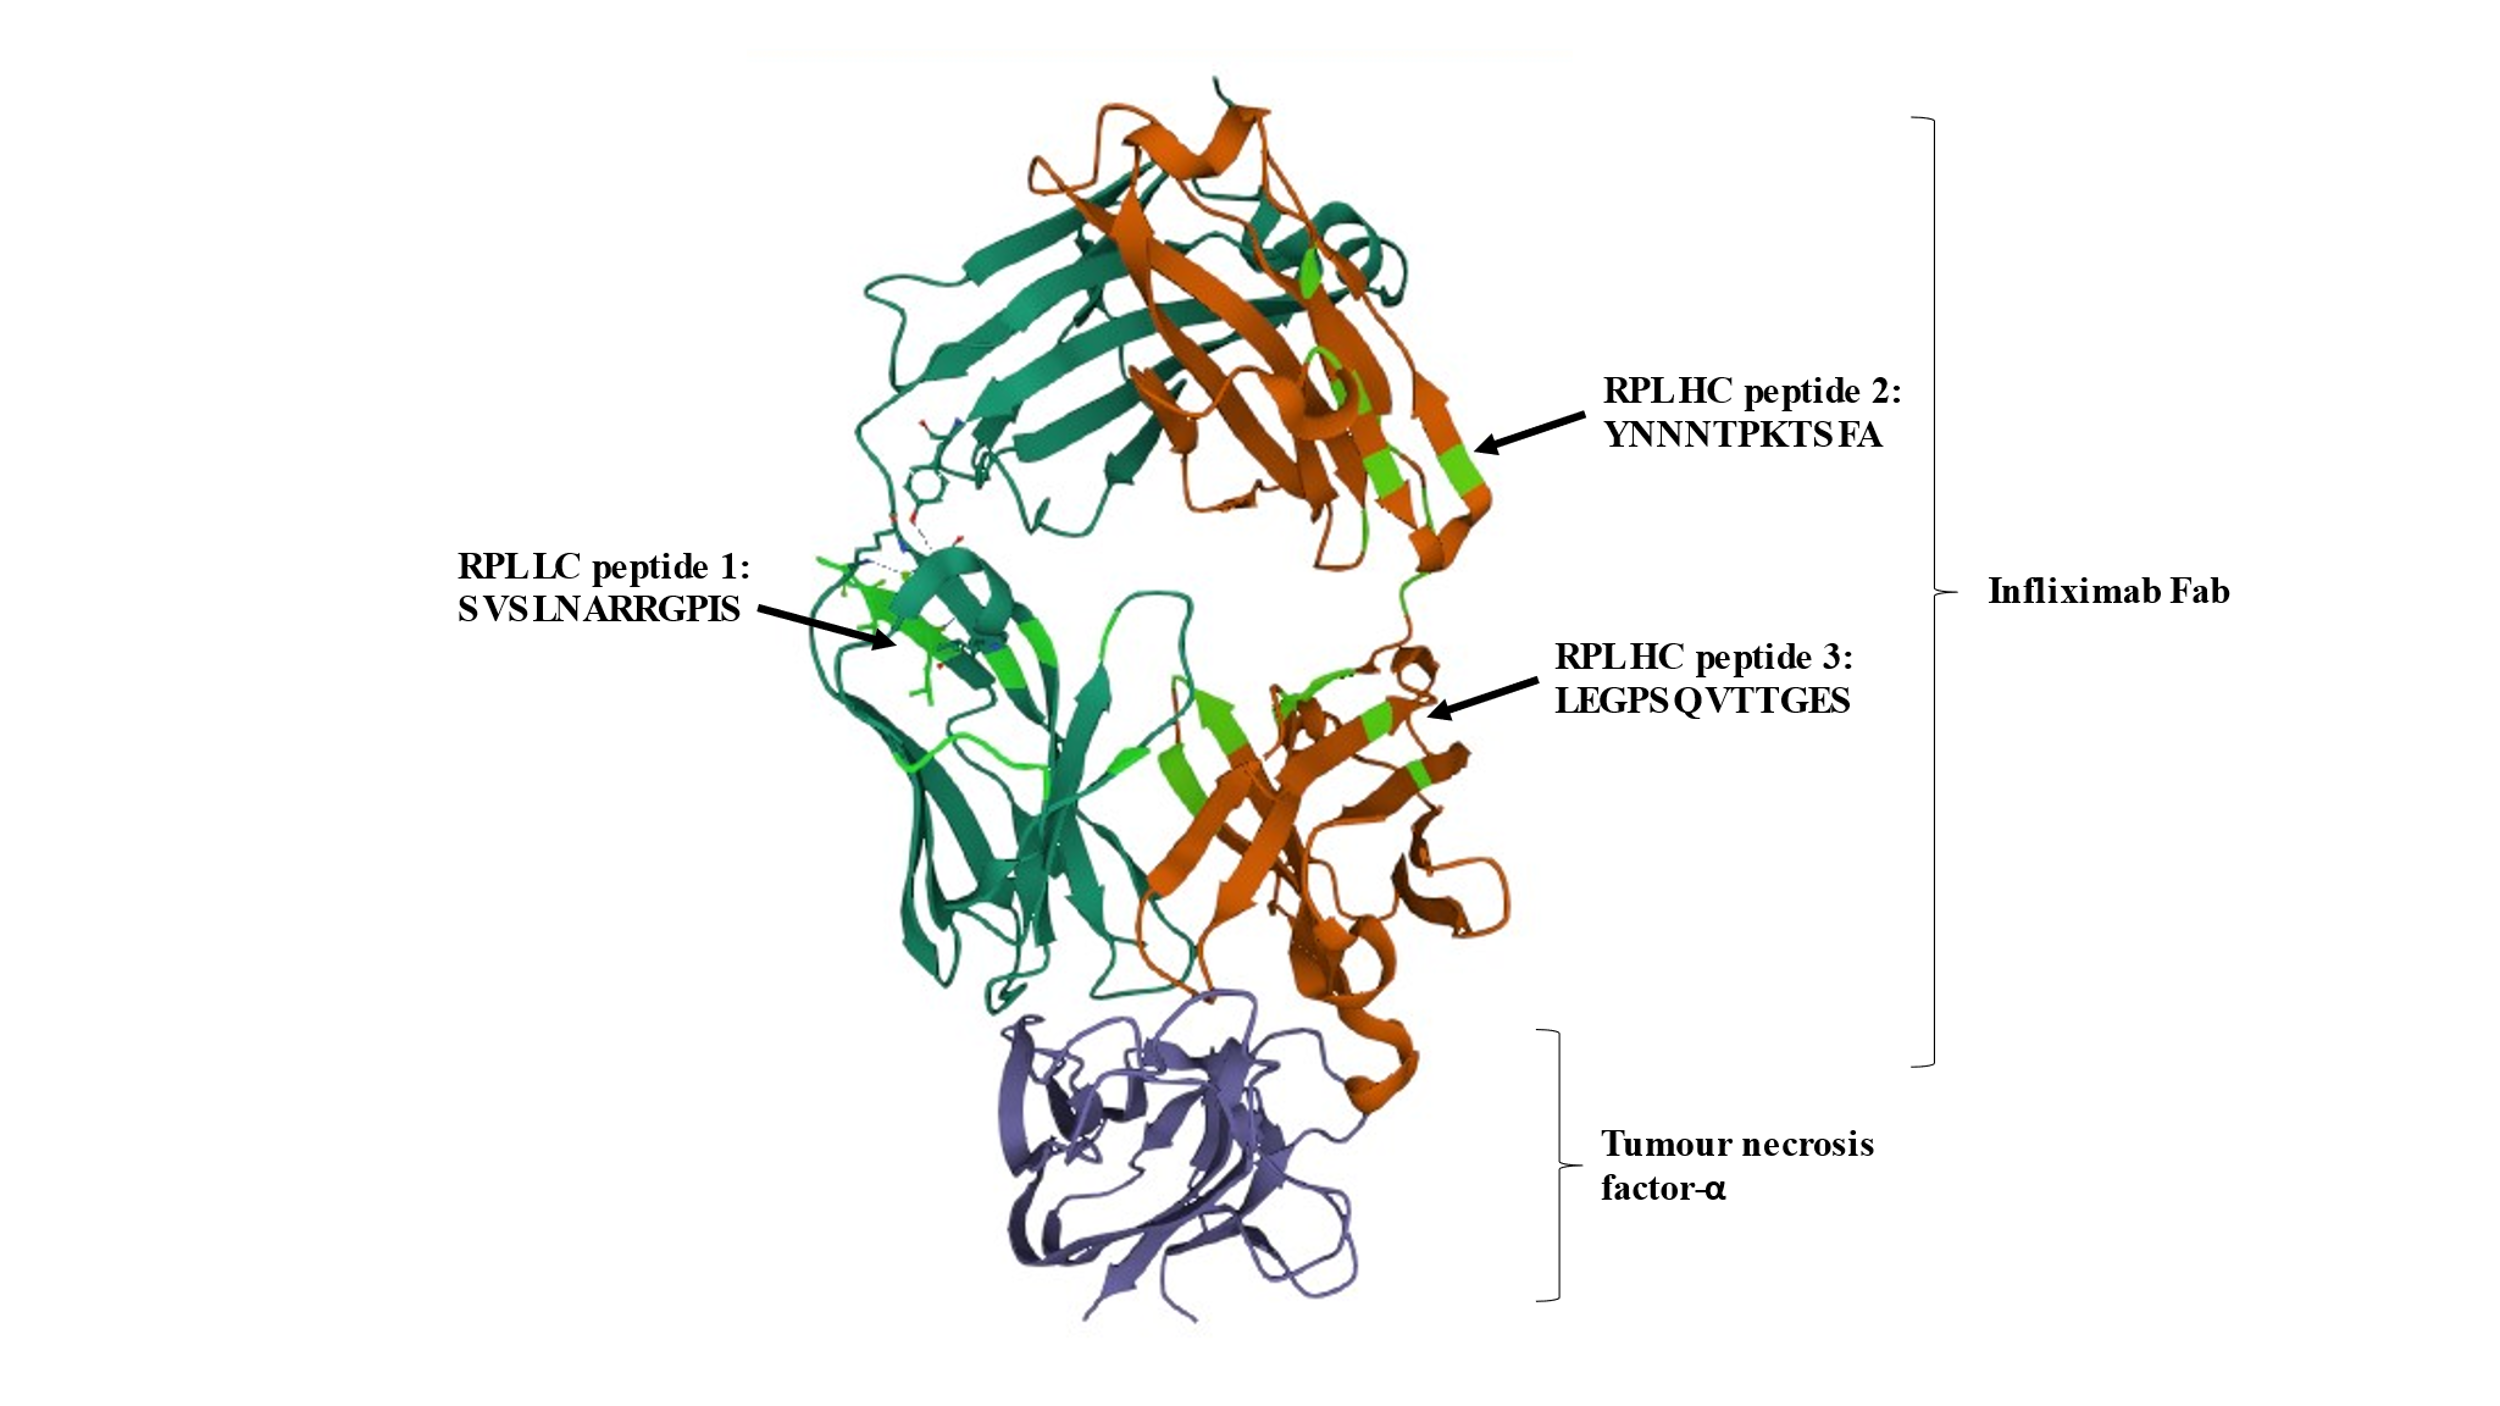 RPL HC peptide 2:
YNNNTPKTSFA
RPL LC peptide 1:
SVSLNARRGPIS
Infliximab Fab
RPL HC peptide 3:
LEGPSQVTTGES
Tumour necrosis
factor-α